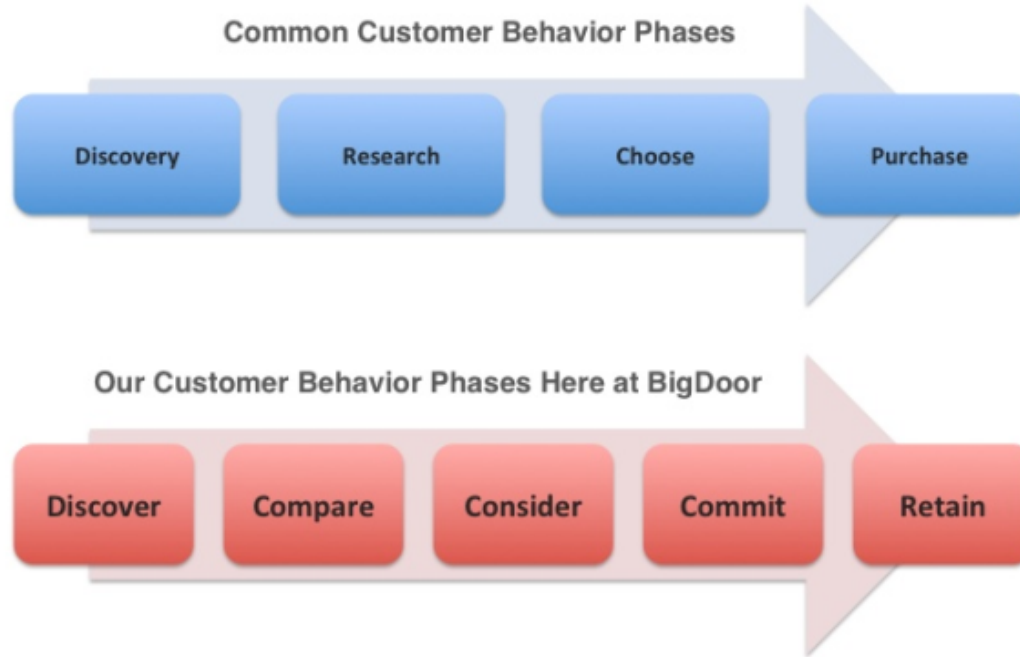 Common Customer Behavior Phases
Discovery
Research
Choose
Purchase
Our Customer Behavior Phases Here at BigDoor
Discover
Compare
Consider
Commit
Retain